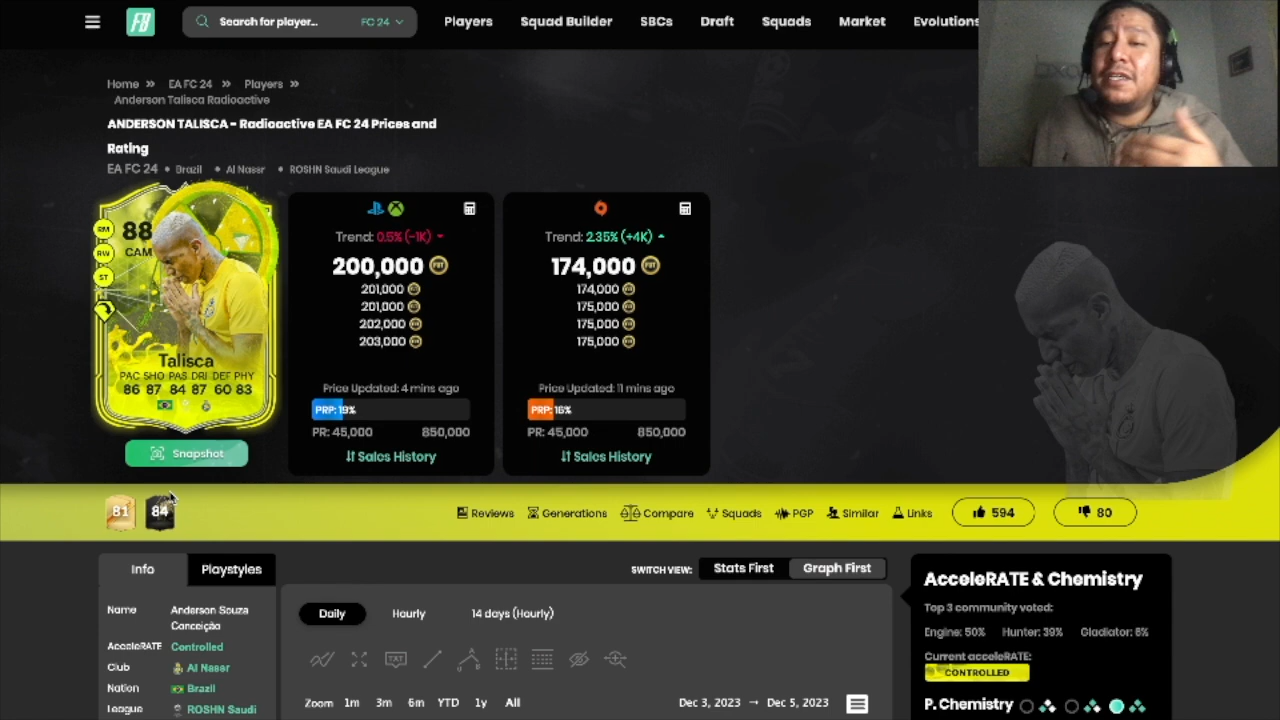 FB
Search for player...
FC 24
Players
Squad Builder
SBCs
Draft
Squads
Market
Evolutions
Home » EA FC 24 » Players »
Anderson Talisca Radioactive
ANDERSON TALISCA - Radioactive EA FC 24 Prices and
Rating
EA FC 24 • Brazil • Al Nassr • ROSHN Saudi League
88
CAM
RM
RW
ST
Talisca
PAC SHO PAS DRI DEF PHY
86 87 84 87 60 83
Snapshot
Trend: 0.5% (-1K)
200,000
201,000
201,000
202,000
203,000
Price Updated: 4 mins ago
PRP: 19%
PR: 45,000 850,000
Sales History
Trend: 2.35% (+4K)
174,000
174,000
175,000
175,000
175,000
Price Updated: 11 mins ago
PRP: 16%
PR: 45,000 850,000
Sales History
81
84
Reviews
Generations
Compare
Squads
PGP
Similar
Links
594
80
Info
Playstyles
SWITCH VIEW:
Stats First
Graph First
Name Anderson Souza
Conceição
AcceleRATE Controlled
Club Al Nassr
Nation Brazil
League ROSHN Saudi
Daily
Hourly
14 days (Hourly)
TXT
Zoom 1m 3m 6m YTD 1y All
Dec 3, 2023 → Dec 5, 2023
AcceleRATE & Chemistry
Top 3 community voted:
Engine: 50% Hunter: 39% Gladiator: 6%
Current acceleRATE:
CONTROLLED
P. Chemistry